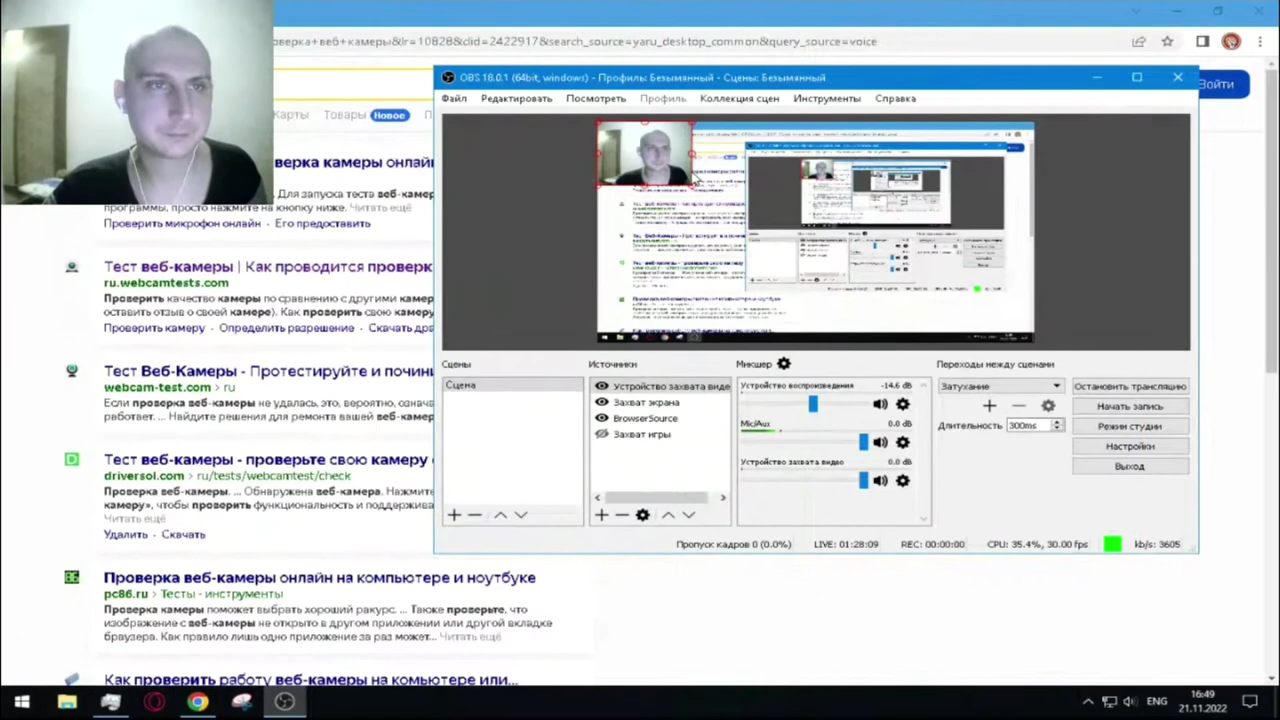 оверка+веб+камеры&lr=10828&clid=2422917&search_source=yaru_desktop_common&query_source=voice
Карты Товары Новое
Войти
верка камеры онлайн
Для запуска теста веб-камер
программы, просто нажмите на кнопку ниже. Читать ещё
Проверить микрофон онлайн · Его предоставить
Тест веб-камеры | Как проводится проверк
ru.webcamtests.com
Проверить качество камеры по сравнению с другими камер
оставить отзыв о своей камере). Как проверить свою камеру
Проверить камеру · Определить разрешение · Скачать дра
Тест Веб-Камеры - Протестируйте и почини
webcam-test.com › ru
Если проверка веб-камеры не удалась, это, вероятно, означа
работает. ... Найдите решения для ремонта вашей веб-камер
Тест веб-камеры - проверьте свою камеру
driversol.com › ru/tests/webcamtest/check
Проверка веб-камеры. ... Обнаружена веб-камера. Нажмите
камеру», чтобы проверить функциональность и поддержива
Читать ещё
Удалить · Скачать
Проверка веб-камеры онлайн на компьютере и ноутбуке
pc86.ru › Тесты - инструменты
Проверка камеры поможет выбрать хороший ракурс. ... Также проверьте, что
изображение с веб-камеры не открыто в другом приложении или другой вкладке
браузера. Как правило лишь одно приложение за раз может... Читать ещё
Как проверить работу веб-камеры на компьютере или...
OBS 18.0.1 (64bit, windows) - Профиль: Безымянный - Сцены: Безымянный
Файл Редактировать Посмотреть Профиль Коллекция сцен Инструменты Справка
Сцены
Сцена
Источники
Устройство захвата виде
Захват экрана
BrowserSource
Захват игры
Микшер
Устройство воспроизведения -14.6 dB
Mic/Aux 0.0 dB
Устройство захвата видео 0.0 dB
Переходы между сценами
Затухание
Длительность 300ms
Остановить трансляцию
Начать запись
Режим студии
Настройки
Выход
Пропуск кадров 0 (0.0%) LIVE: 01:28:09 REC: 00:00:00 CPU: 35.4%, 30.00 fps kb/s: 3605
ENG
16:49
21.11.2022